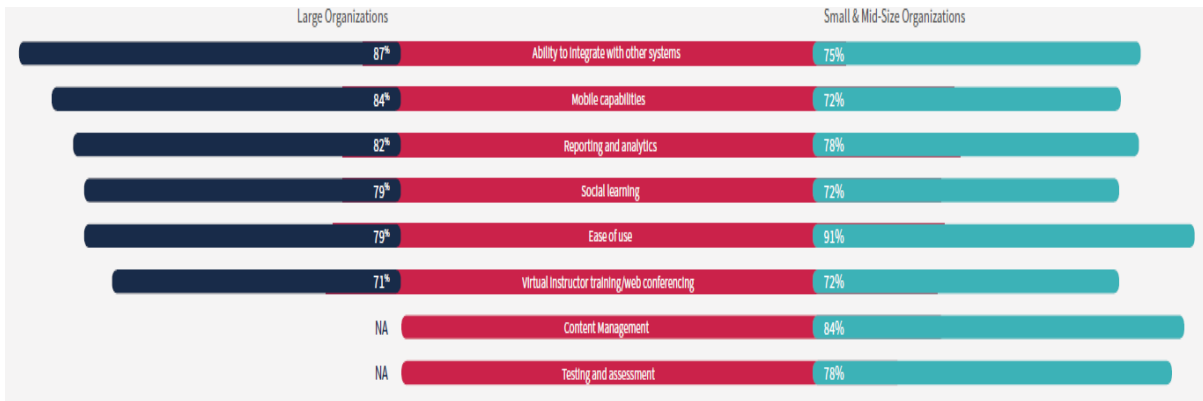 Large Organizations Small & Mid-Size Organizations
87% Ability to integrate with other systems 75%
84% Mobile capabilities 72%
82% Reporting and analytics 78%
79% Social learning 72%
79% Ease of use 91%
71% Virtual instructor training/web conferencing 72%
NA Content Management 84%
NA Testing and assessment 78%